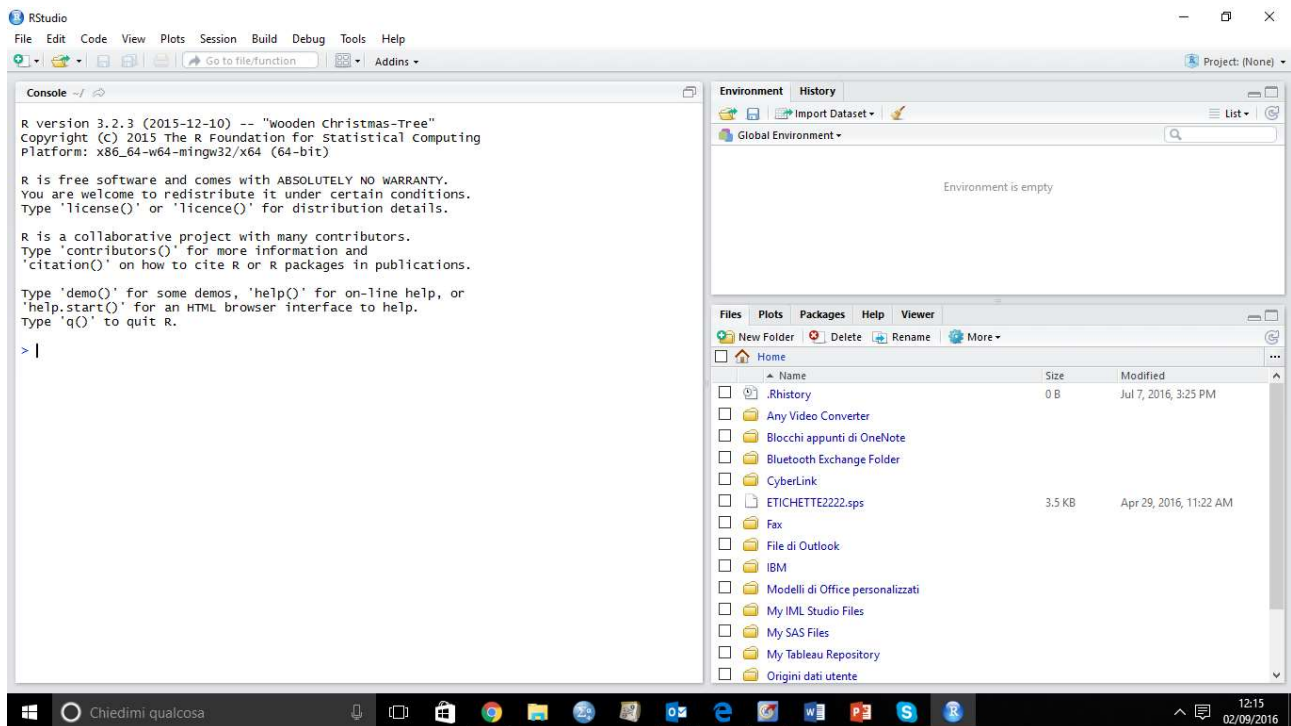 RStudio
File Edit Code View Plots Session Build Debug Tools Help
Go to file/function Addins Project: (None)
Console ~/
R version 3.2.3 (2015-12-10) -- "Wooden Christmas-Tree"
Copyright (C) 2015 The R Foundation for Statistical Computing
Platform: x86_64-w64-mingw32/x64 (64-bit)
R is free software and comes with ABSOLUTELY NO WARRANTY.
You are welcome to redistribute it under certain conditions.
Type 'license()' or 'licence()' for distribution details.
R is a collaborative project with many contributors.
Type 'contributors()' for more information and
'citation()' on how to cite R or R packages in publications.
Type 'demo()' for some demos, 'help()' for on-line help, or
'help.start()' for an HTML browser interface to help.
Type 'q()' to quit R.
>
Environment History
Import Dataset List
Global Environment
Environment is empty
Files Plots Packages Help Viewer
New Folder Delete Rename More
Home
Name Size Modified
.Rhistory 0 B Jul 7, 2016, 3:25 PM
Any Video Converter
Blocchi appunti di OneNote
Bluetooth Exchange Folder
CyberLink
ETICHETTE2222.sps 3.5 KB Apr 29, 2016, 11:22 AM
Fax
File di Outlook
IBM
Modelli di Office personalizzati
My IML Studio Files
My SAS Files
My Tableau Repository
Origini dati utente
Chiedimi qualcosa
12:15
02/09/2016